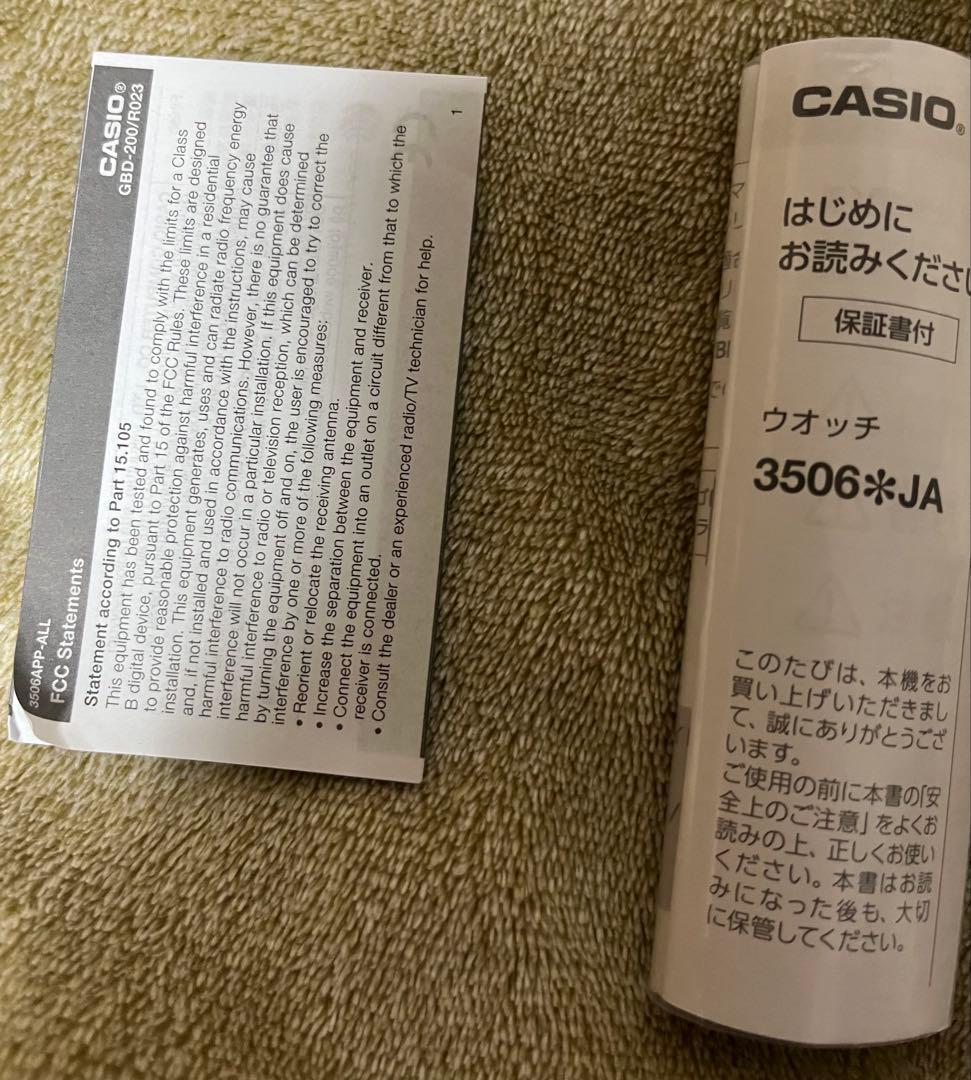 3506APP-ALL
CASIO®
FCC Statements
GBD-200/R023
Statement according to Part 15.105
This equipment has been tested and found to comply with the limits for a Class
B digital device, pursuant to Part 15 of the FCC Rules. These limits are designed
to provide reasonable protection against harmful interference in a residential
installation. This equipment generates, uses and can radiate radio frequency energy
and, if not installed and used in accordance with the instructions, may cause
harmful interference to radio communications. However, there is no guarantee that
interference will not occur in a particular installation. If this equipment does cause
harmful interference to radio or television reception, which can be determined
by turning the equipment off and on, the user is encouraged to try to correct the
interference by one or more of the following measures:
• Reorient or relocate the receiving antenna.
• Increase the separation between the equipment and receiver.
• Connect the equipment into an outlet on a circuit different from that to which the
receiver is connected.
• Consult the dealer or an experienced radio/TV technician for help.
1
CASIO®
はじめに
お読みくださ
保証書付
ウオッチ
3506✻JA
このたびは、本機をお
買い上げいただきまし
て、誠にありがとうござ
います。
ご使用の前に本書の「安
全上のご注意」をよくお
読みの上、正しくお使い
ください。本書はお読
みになった後も、大切
に保管してください。